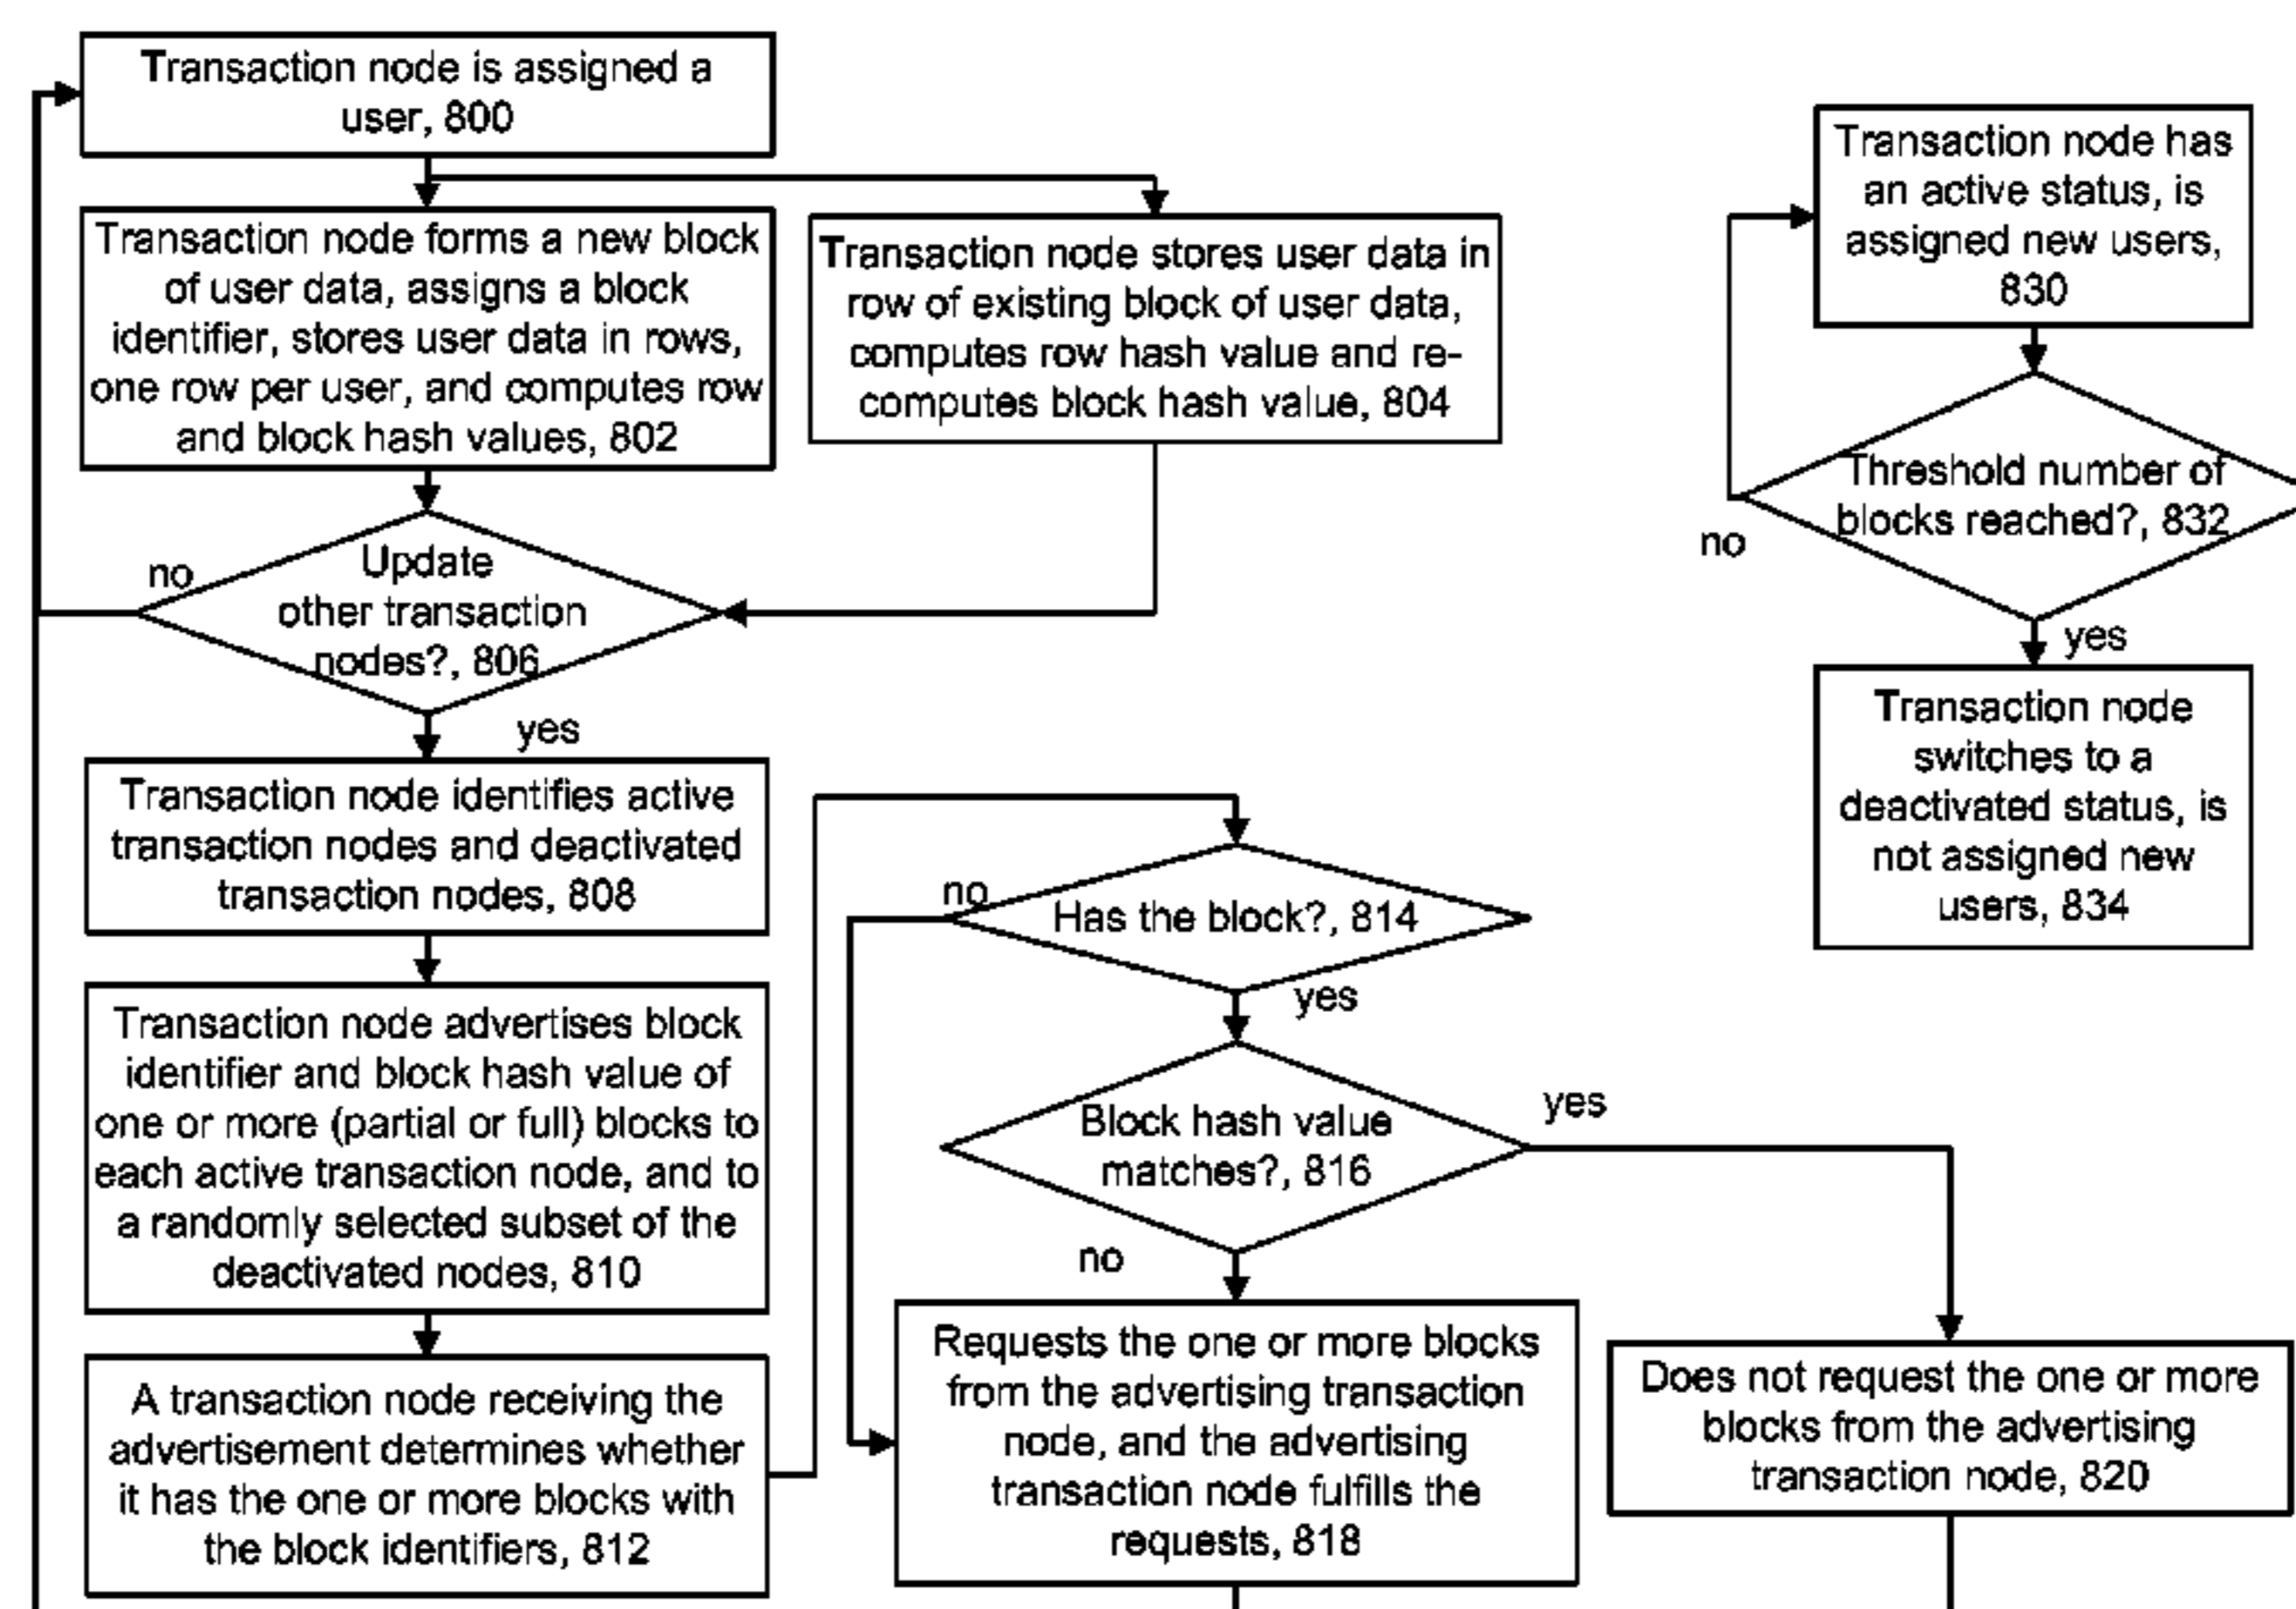 Transaction node is assigned a
user, 800
Transaction node forms a new block
of user data, assigns a block
identifier, stores user data in rows,
one row per user, and computes row
and block hash values, 802
Transaction node stores user data in
row of existing block of user data,
computes row hash value and re-
computes block hash value, 804
Update
other transaction
nodes?, 806
no
yes
Transaction node identifies active
transaction nodes and deactivated
transaction nodes, 808
Transaction node advertises block
identifier and block hash value of
one or more (partial or full) blocks to
each active transaction node, and to
a randomly selected subset of the
deactivated nodes, 810
A transaction node receiving the
advertisement determines whether
it has the one or more blocks with
the block identifiers, 812
no
Has the block?, 814
yes
Block hash value
matches?, 816
yes
no
Requests the one or more blocks
from the advertising transaction
node, and the advertising
transaction node fulfills the
requests, 818
Does not request the one or more
blocks from the advertising
transaction node, 820
Transaction node has
an active status, is
assigned new users,
830
Threshold number of
blocks reached?, 832
no
yes
Transaction node
switches to a
deactivated status, is
not assigned new
users, 834